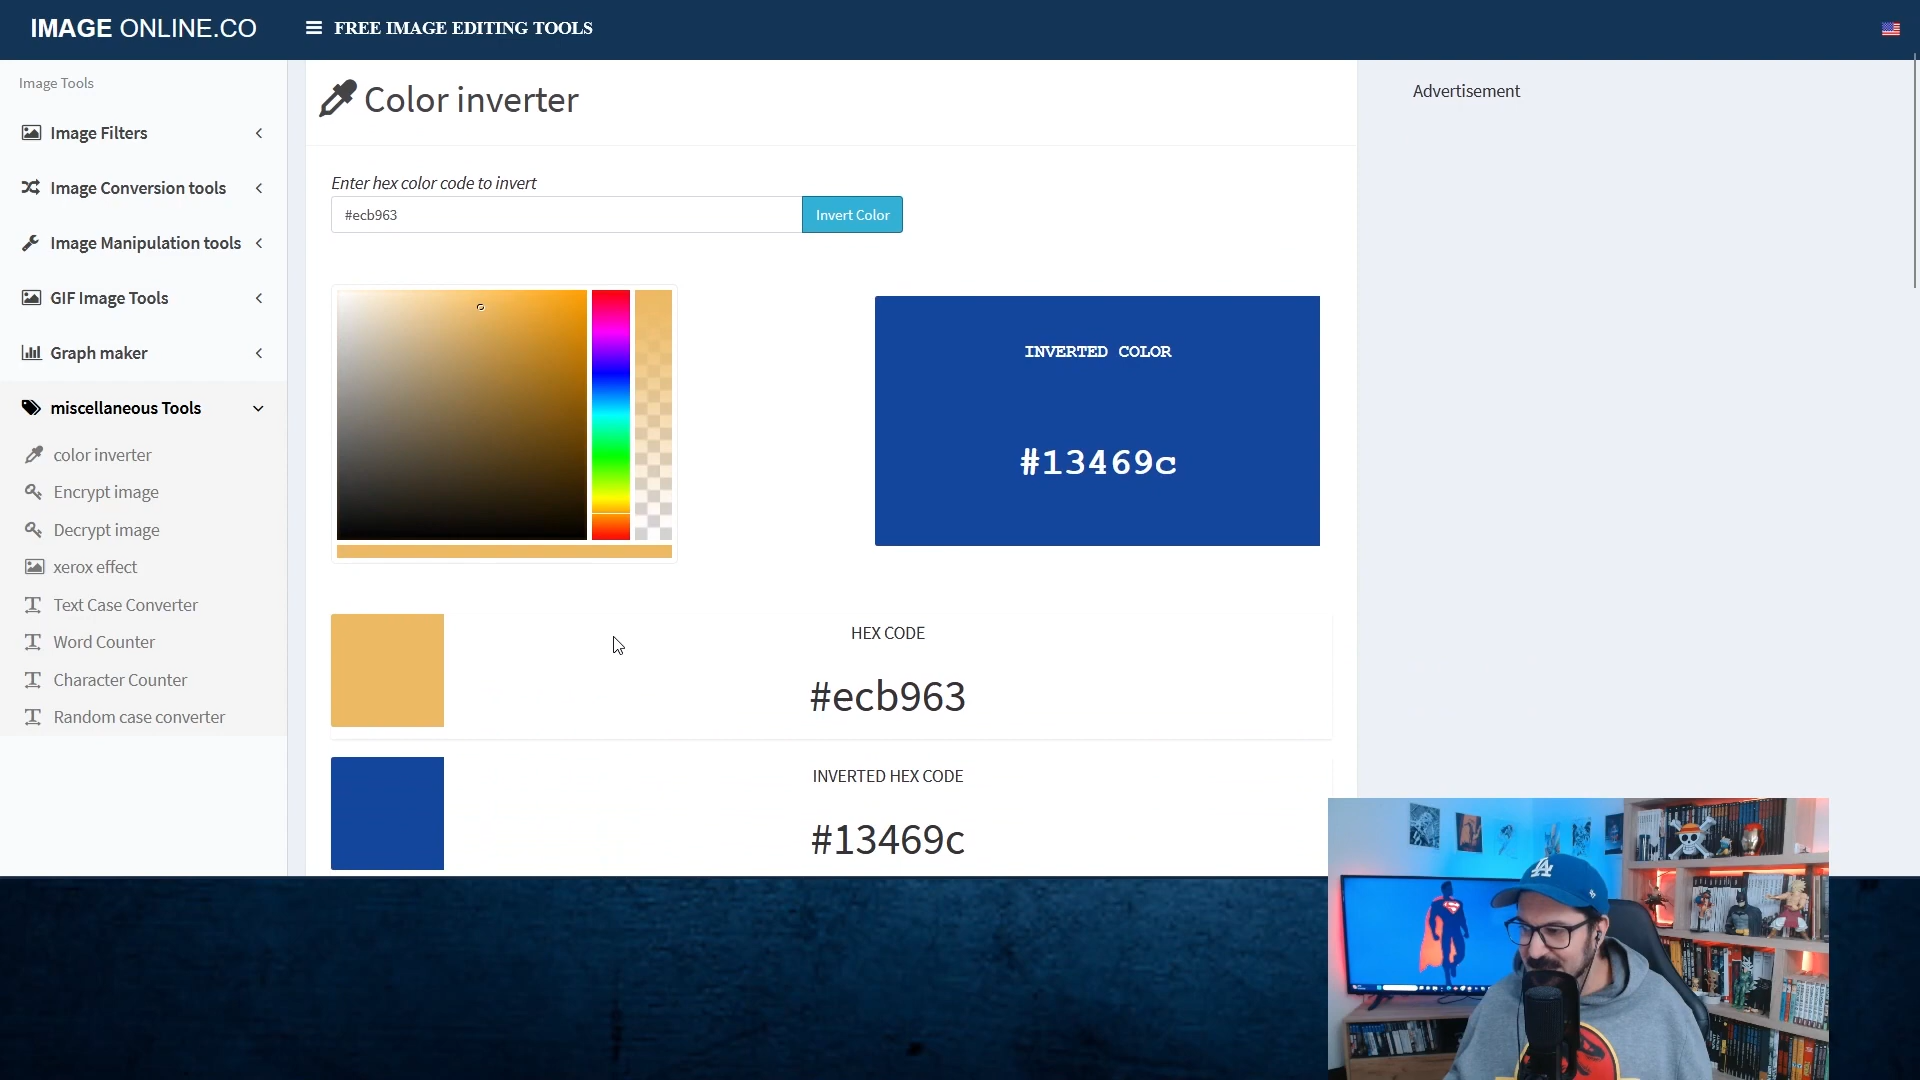 IMAGE ONLINE.CO
FREE IMAGE EDITING TOOLS
Image Tools
Image Filters
Image Conversion tools
Image Manipulation tools
GIF Image Tools
Graph maker
miscellaneous Tools
color inverter
Encrypt image
Decrypt image
xerox effect
Text Case Converter
Word Counter
Character Counter
Random case converter
Color inverter
Enter hex color code to invert
#ecb963
Invert Color
INVERTED COLOR
#13469c
HEX CODE
#ecb963
INVERTED HEX CODE
#13469c
Advertisement
LA